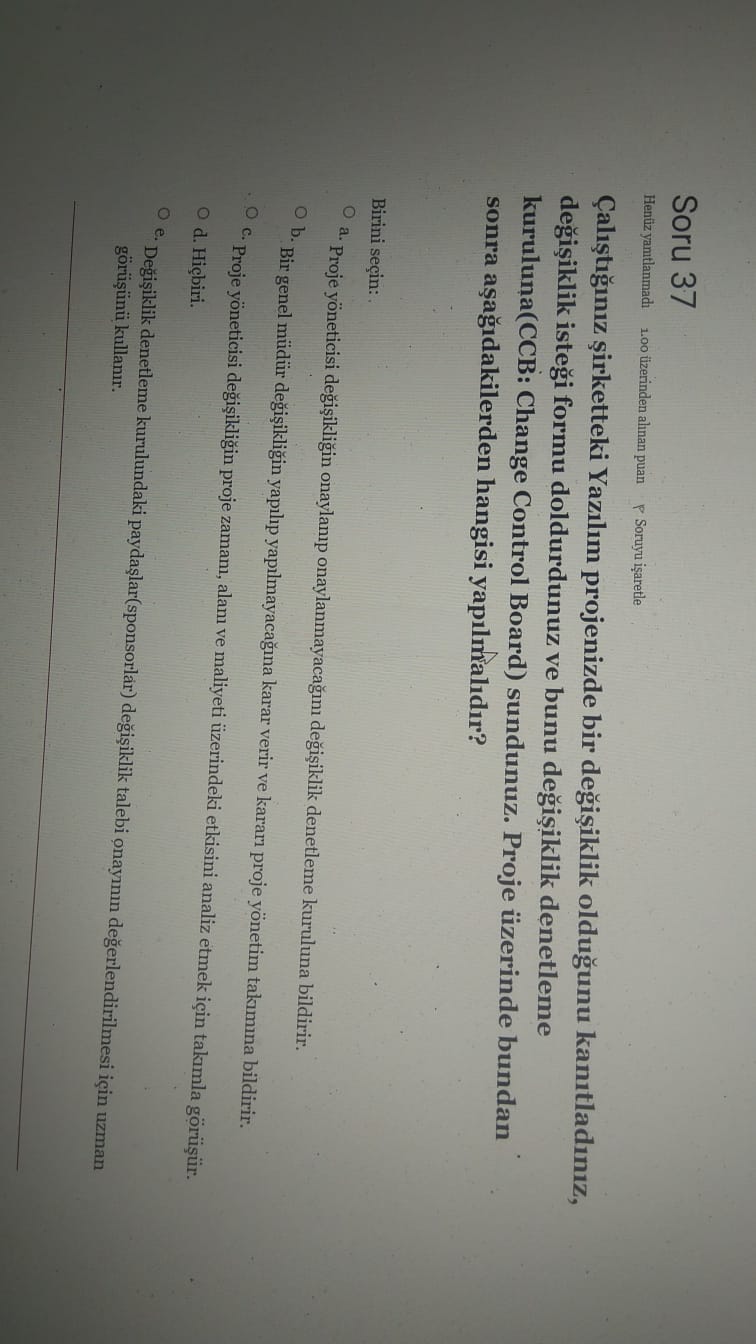 Soru 37
Henüz yanıtlanmadı 1.00 üzerinden alınan puan Soruyu işaretle
Çalıştığınız şirketteki Yazılım projenizde bir değişiklik olduğunu kanıtladınız,
değişiklik isteği formu doldurdunuz ve bunu değişiklik denetleme
kuruluna(CCB: Change Control Board) sundunuz. Proje üzerinde bundan
sonra aşağıdakilerden hangisi yapılmalıdır?
Birini seçin:
a. Proje yöneticisi değişikliğin onaylanıp onaylanmayacağını değişiklik denetleme kuruluna bildirir.
b. Bir genel müdür değişikliğin yapılıp yapılmayacağına karar verir ve kararı proje yönetim takımına bildirir.
c. Proje yöneticisi değişikliğin proje zamanı, alanı ve maliyeti üzerindeki etkisini analiz etmek için takımla görüşür.
d. Hiçbiri.
e. Değişiklik denetleme kurulundaki paydaşlar(sponsorlar) değişiklik talebi onayının değerlendirilmesi için uzman
görüşünü kullanır.